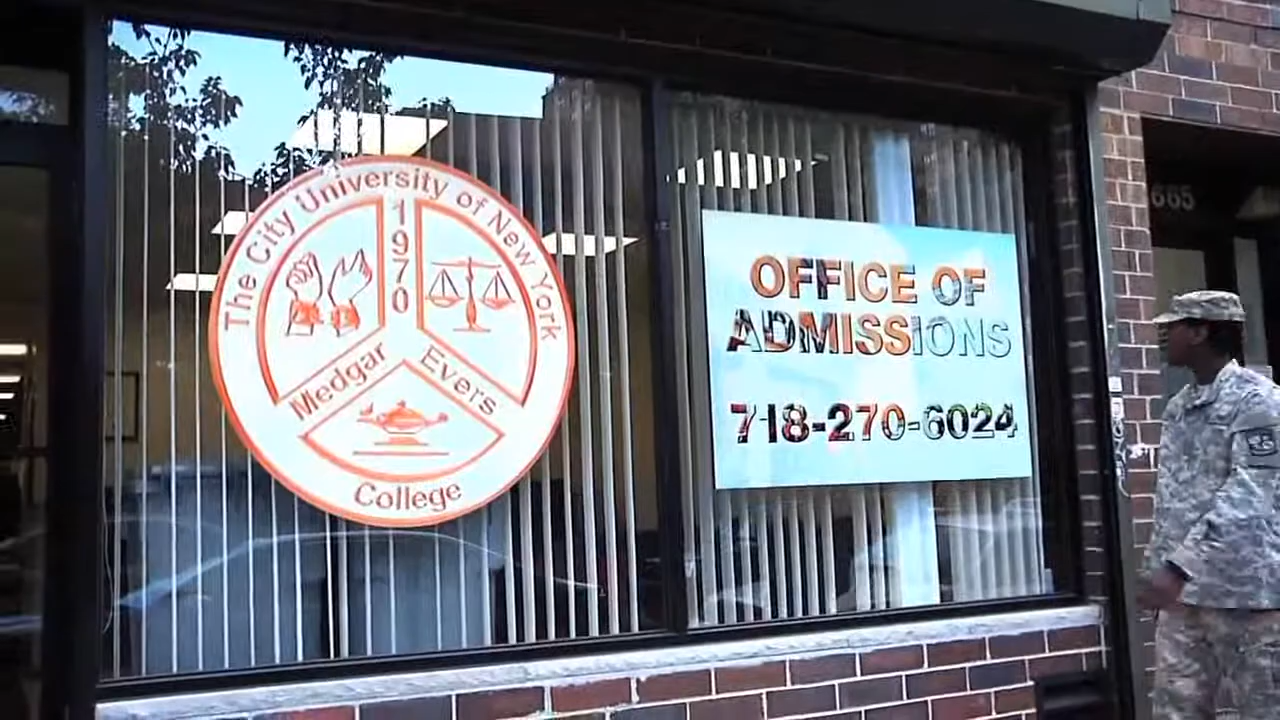 The City University of New York
1970
Medgar Evers
College
OFFICE OF
ADMISSIONS
718-270-6024
665